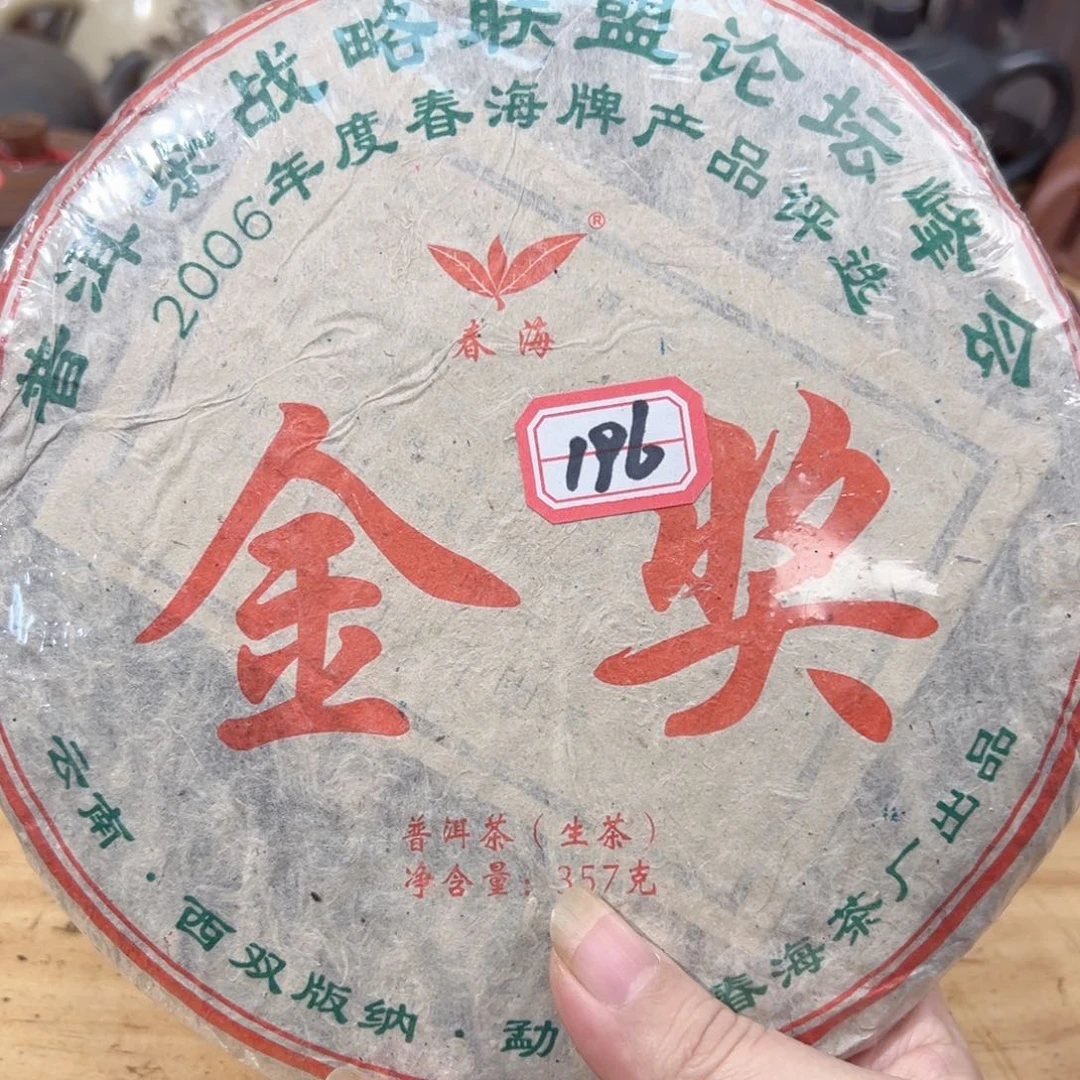 普洱茶战略联盟论坛峰会
2006年度春海牌产品评选
®
春海
196
金奖
普洱茶(生茶)
净含量:357克
云南·西双版纳·勐
春海茶厂出品